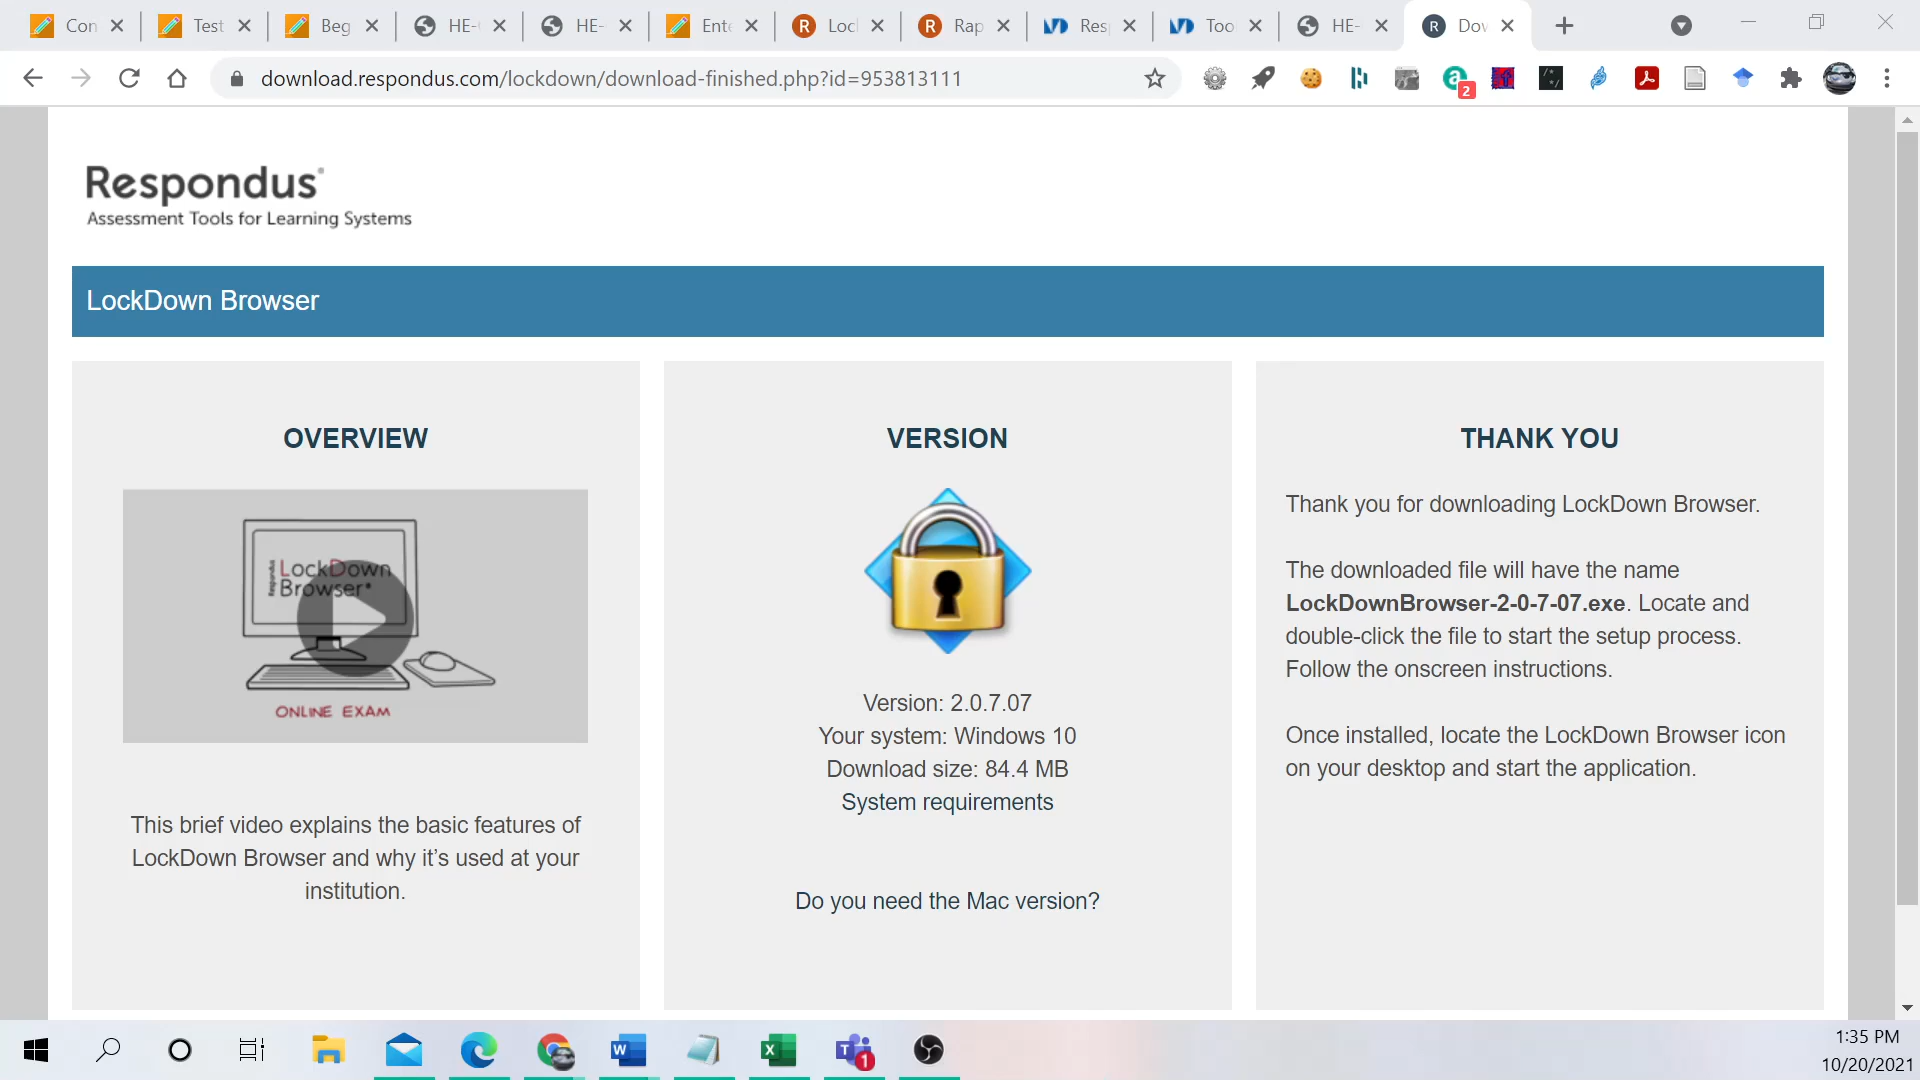 Con
Test
Beg
HE-
HE-
Ente
Loc
Rap
Res
Too
HE-
Dov
download.respondus.com/lockdown/download-finished.php?id=953813111
2
Respondus
Assessment Tools for Learning Systems
LockDown Browser
OVERVIEW
Respondus
LockDown
Browser
ONLINE EXAM
This brief video explains the basic features of
LockDown Browser and why it's used at your
institution.
VERSION
Version: 2.0.7.07
Your system: Windows 10
Download size: 84.4 MB
System requirements
Do you need the Mac version?
THANK YOU
Thank you for downloading LockDown Browser.
The downloaded file will have the name
LockDownBrowser-2-0-7-07.exe. Locate and
double-click the file to start the setup process.
Follow the onscreen instructions.
Once installed, locate the LockDown Browser icon
on your desktop and start the application.
1
1:35 PM
10/20/2021